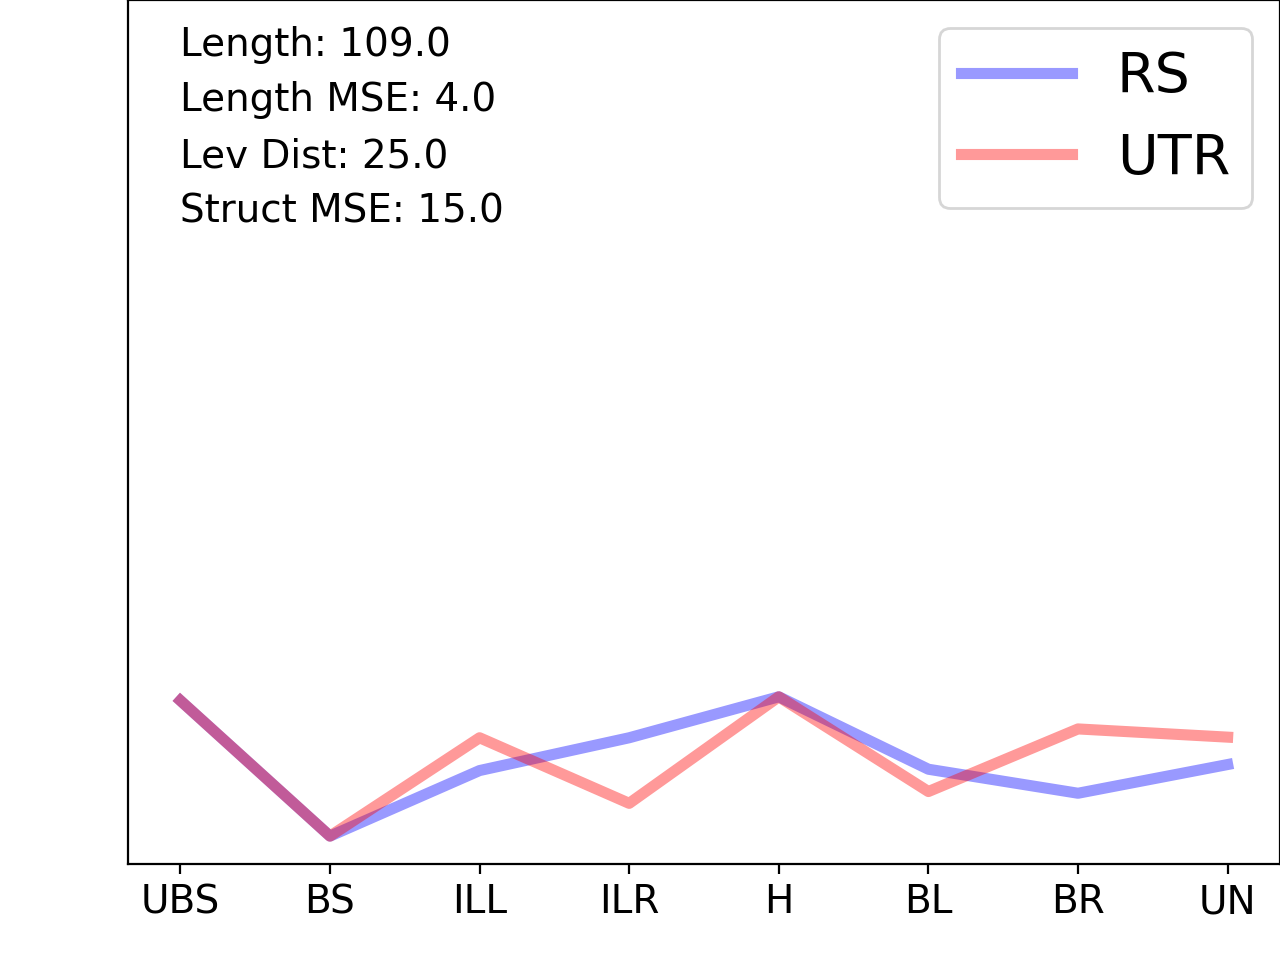 Length: 109.0
Length MSE: 4.0
Lev Dist: 25.0
Struct MSE: 15.0
RS
UTR
UBS BS ILL ILR H BL BR UN